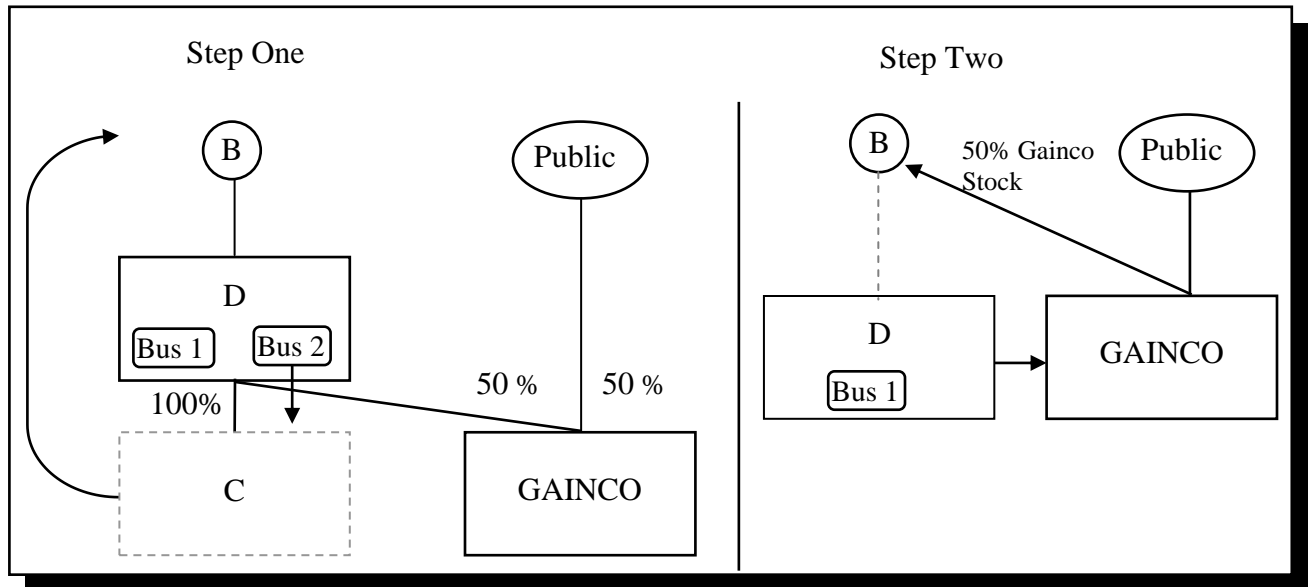 Step One
B
Public
D
Bus 1
Bus 2
100%
50 %
50 %
C
GAINCO
Step Two
B
50% Gainco
Stock
Public
D
Bus 1
GAINCO